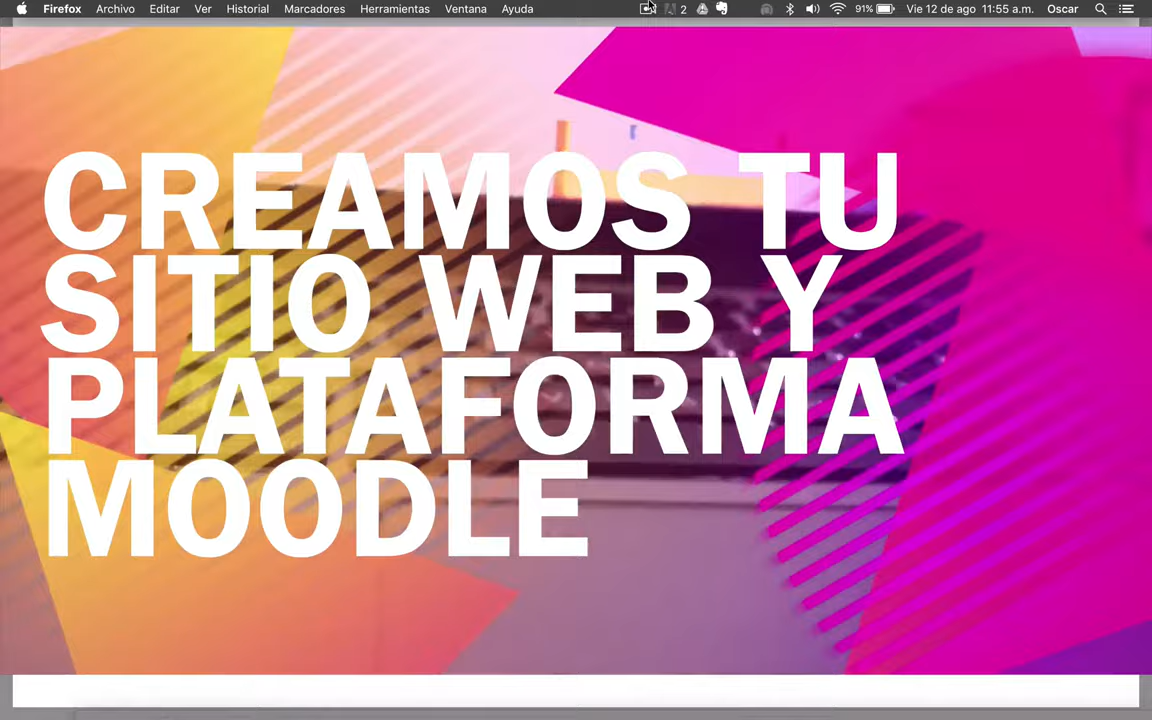 Firefox Archivo Editar Ver Historial Marcadores Herramientas Ventana Ayuda 2 91% Vie 12 de ago 11:55 a.m. Oscar
CREAMOS TU
SITIO WEB Y
PLATAFORMA
MOODLE